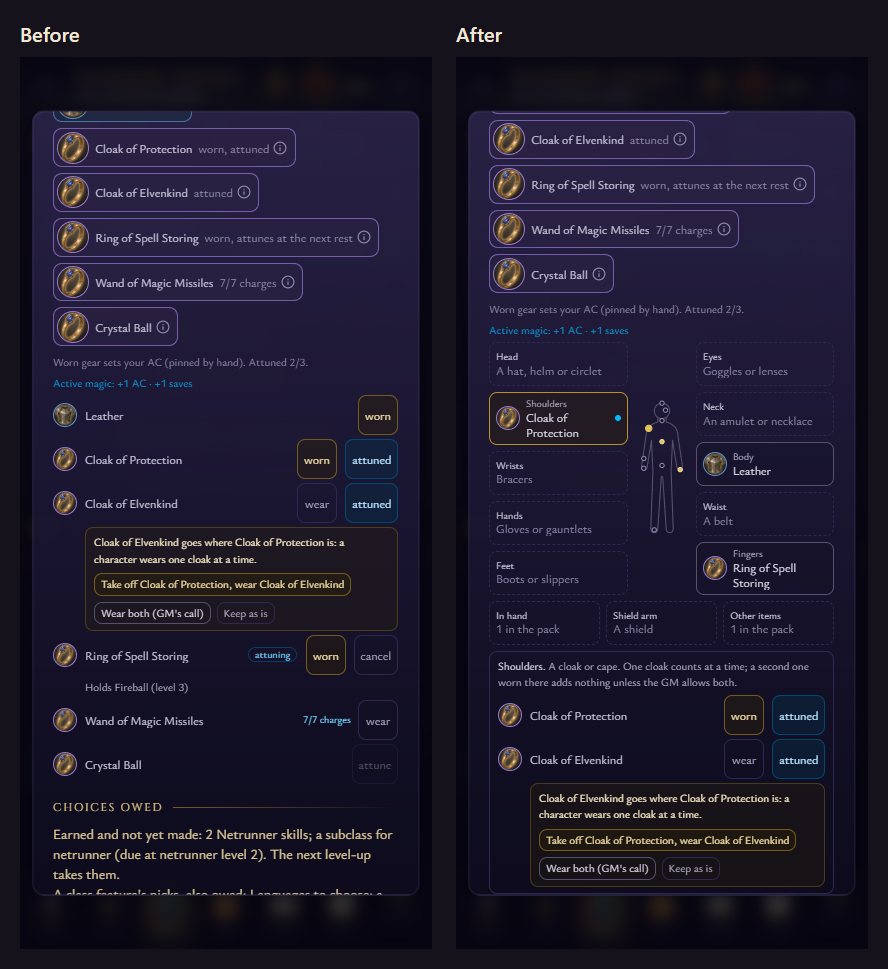 Before
Cloak of Protection worn, attuned
Cloak of Elvenkind attuned
Ring of Spell Storing worn, attunes at the next rest
Wand of Magic Missiles 7/7 charges
Crystal Ball
Worn gear sets your AC (pinned by hand). Attuned 2/3.
Active magic: +1 AC · +1 saves
Leather worn
Cloak of Protection worn attuned
Cloak of Elvenkind wear attuned
Cloak of Elvenkind goes where Cloak of Protection is: a
character wears one cloak at a time.
Take off Cloak of Protection, wear Cloak of Elvenkind
Wear both (GM's call) Keep as is
Ring of Spell Storing attuning worn cancel
Holds Fireball (level 3)
Wand of Magic Missiles 7/7 charges wear
Crystal Ball attune
CHOICES OWED
Earned and not yet made: 2 Netrunner skills; a subclass for
netrunner (due at netrunner level 2). The next level-up
takes them.
A class feature's picks, also owed: Languages to choose: a
After
Cloak of Elvenkind attuned
Ring of Spell Storing worn, attunes at the next rest
Wand of Magic Missiles 7/7 charges
Crystal Ball
Worn gear sets your AC (pinned by hand). Attuned 2/3.
Active magic: +1 AC · +1 saves
Head
A hat, helm or circlet
Eyes
Goggles or lenses
Shoulders
Cloak of
Protection
Neck
An amulet or necklace
Body
Leather
Wrists
Bracers
Waist
A belt
Hands
Gloves or gauntlets
Fingers
Ring of Spell
Storing
Feet
Boots or slippers
In hand
1 in the pack
Shield arm
A shield
Other items
1 in the pack
Shoulders. A cloak or cape. One cloak counts at a time; a second one
worn there adds nothing unless the GM allows both.
Cloak of Protection worn attuned
Cloak of Elvenkind wear attuned
Cloak of Elvenkind goes where Cloak of Protection is: a
character wears one cloak at a time.
Take off Cloak of Protection, wear Cloak of Elvenkind
Wear both (GM's call) Keep as is